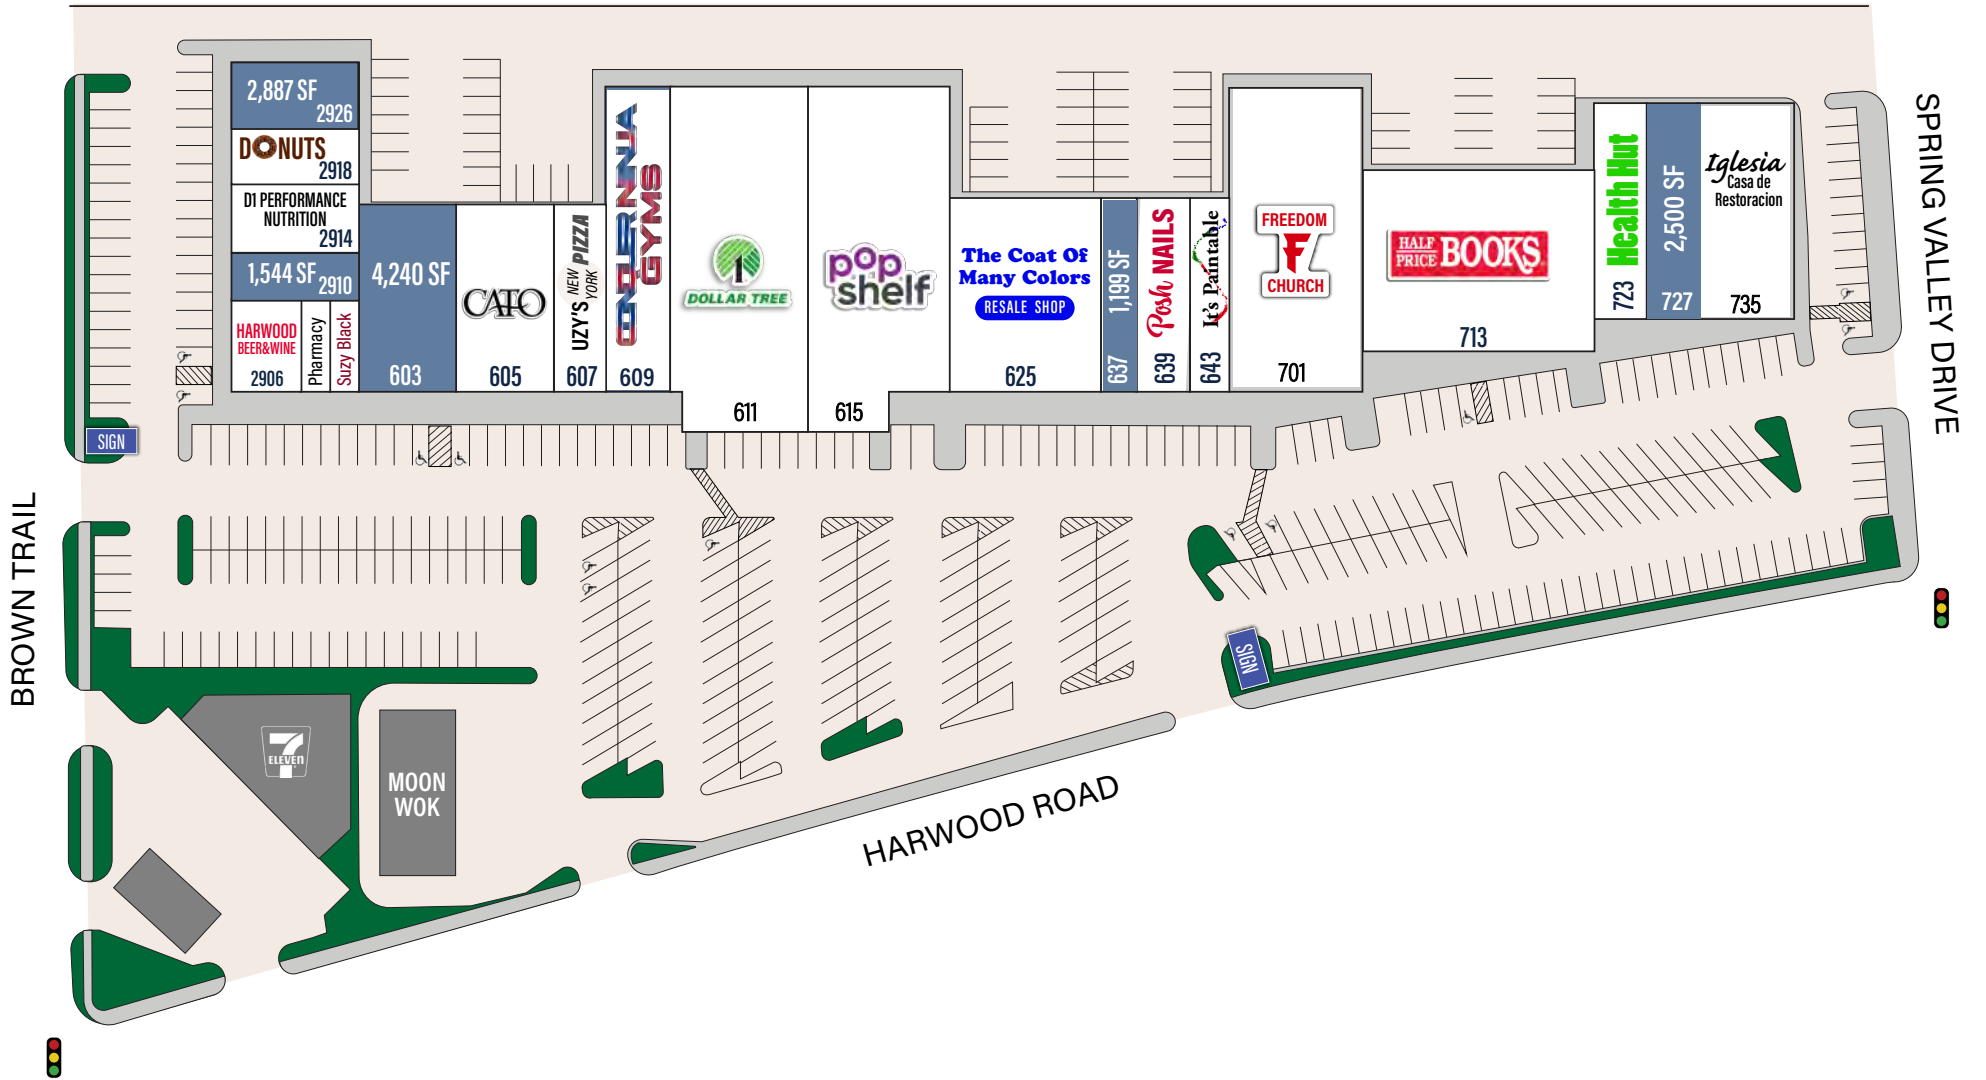 2,887 SF
2926
DONUTS
2918
D1 PERFORMANCE
NUTRITION
2914
1,544 SF
2910
HARWOOD
BEER&WINE
2906
Pharmacy
Suzy Black
4,240 SF
603
CATO
605
UZY'S NEW YORK PIZZA
607
GYMS
609
DOLLAR TREE
611
pop
shelf
615
The Coat Of
Many Colors
RESALE SHOP
625
1,199 SF
637
Posh NAILS
639
It's Paintable
643
FREEDOM
F
CHURCH
701
HALF
PRICE
BOOKS
713
Health Hut
723
2,500 SF
727
Iglesia
Casa de
Restoracion
735
SPRING VALLEY DRIVE
SIGN
BROWN TRAIL
SIGN
7
ELEVEn
MOON
WOK
HARWOOD ROAD